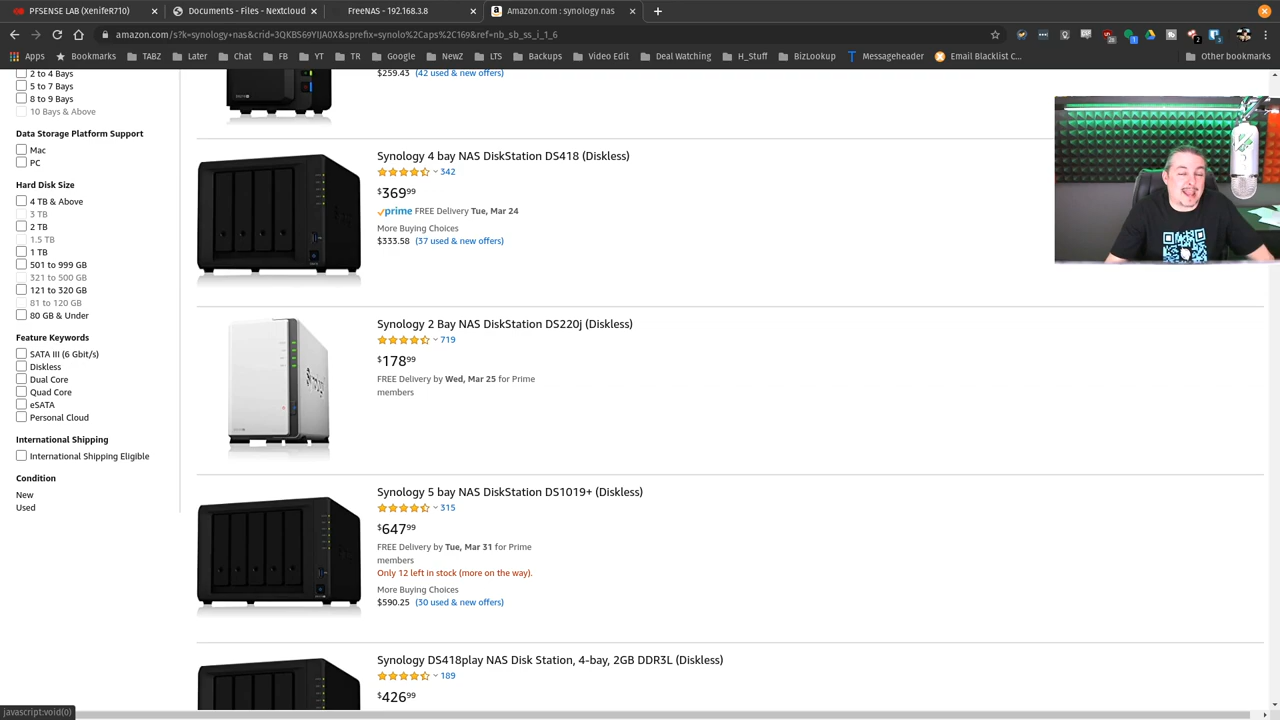 PFSENSE LAB (XENIFER710)
Documents - Files - Nextcloud
FreeNAS - 192.168.3.8
Amazon.com : synology nas
amazon.com/s?k=synology+nas&crid=3QKBS69YIJA0X&sprefix=synolo%2Caps%2C169&ref=nb_sb_ss_i_1_6
Apps
Bookmarks
TABZ
Later
Chat
FB
YT
TR
Google
NewZ
LTS
Backups
Video Edit
Deal Watching
H_Stuff
BizLookup
Messageheader
Email Blacklist C...
Other bookmarks
2 to 4 Bays
5 to 7 Bays
8 to 9 Bays
10 Bays & Above
Data Storage Platform Support
Mac
PC
Hard Disk Size
4 TB & Above
3 TB
2 TB
1.5 TB
1 TB
501 to 999 GB
321 to 500 GB
121 to 320 GB
81 to 120 GB
80 GB & Under
Feature Keywords
SATA III (6 Gbit/s)
Diskless
Dual Core
Quad Core
eSATA
Personal Cloud
International Shipping
International Shipping Eligible
Condition
New
Used
$259.43 (42 used & new offers)
Synology 4 bay NAS DiskStation DS418 (Diskless)
342
$369 99
prime FREE Delivery Tue, Mar 24
More Buying Choices
$333.58 (37 used & new offers)
Synology 2 Bay NAS DiskStation DS220j (Diskless)
719
$178 99
FREE Delivery by Wed, Mar 25 for Prime
members
Synology 5 bay NAS DiskStation DS1019+ (Diskless)
315
$647 99
FREE Delivery by Tue, Mar 31 for Prime
members
Only 12 left in stock (more on the way).
More Buying Choices
$590.25 (30 used & new offers)
Synology DS418play NAS Disk Station, 4-bay, 2GB DDR3L (Diskless)
189
$426 99
javascript:void(0)